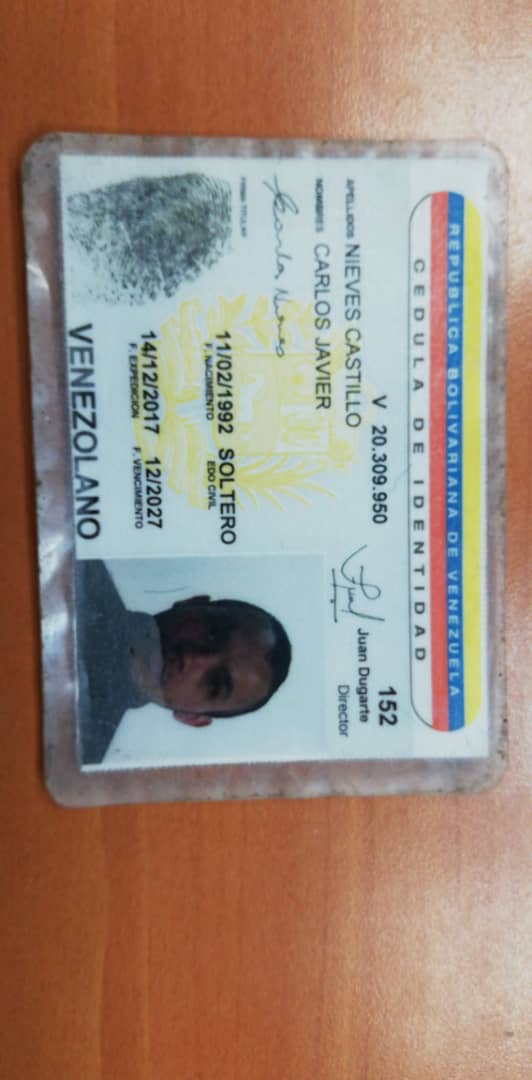 REPUBLICA BOLIVARIANA DE VENEZUELA
CEDULA DE IDENTIDAD
V 20.309.950
152
APELLIDOS NIEVES CASTILLO
Juan Dugarte
Director
NOMBRES CARLOS JAVIER
FIRMA TITULAR
11/02/1992 SOLTERO
F. NACIMIENTO EDO CIVIL
14/12/2017 12/2027
F. EXPEDICION F. VENCIMIENTO
VENEZOLANO